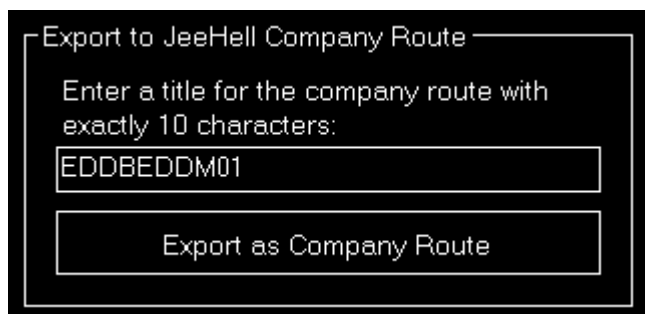 Export to JeeHell Company Route
Enter a title for the company route with
exactly 10 characters:
EDDBEDDM01
Export as Company Route